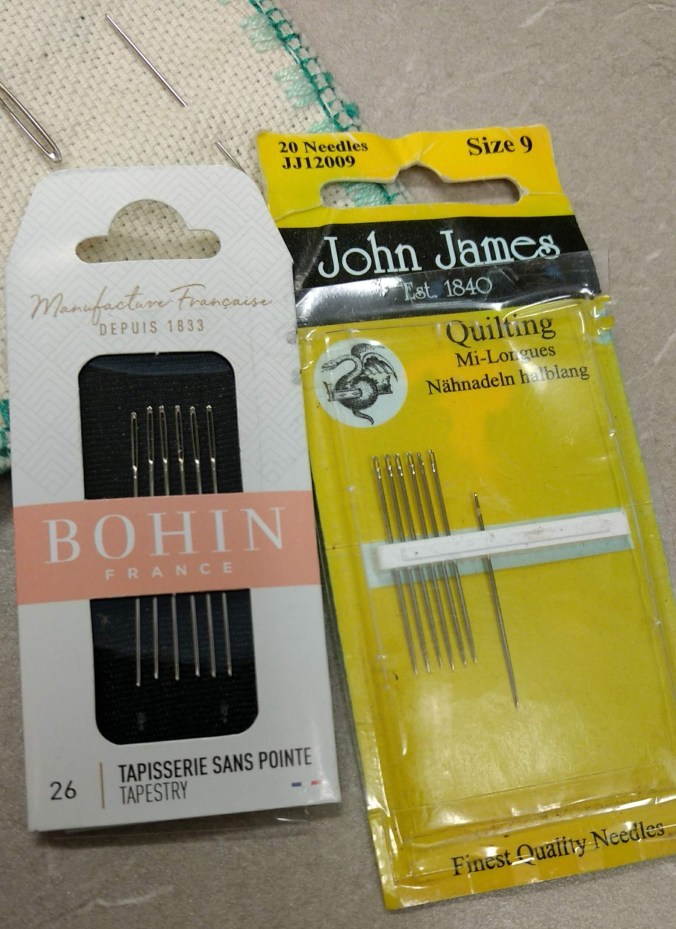 Manufacture Française
DEPUIS 1833
BOHIN
FRANCE
26
TAPISSERIE SANS POINTE
TAPESTRY
20 Needles
JJ12009
Size 9
John James
Est. 1840
Quilting
Mi-Longues
Nähnadeln halblang
Finest Quality Needles